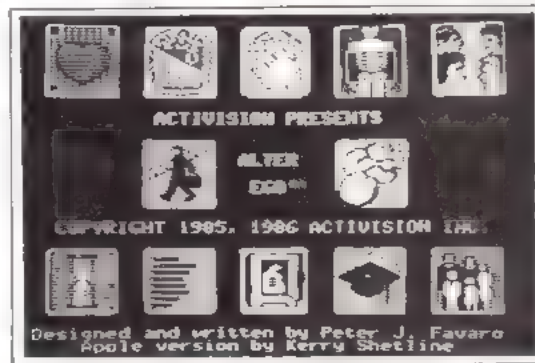 ACTIVISION PRESENTS
ALTER
EGO
COPYRIGHT 1985, 1986 ACTIVISION INC.
Designed and written by Peter J. Favaro
Apple version by Kerry Shetline